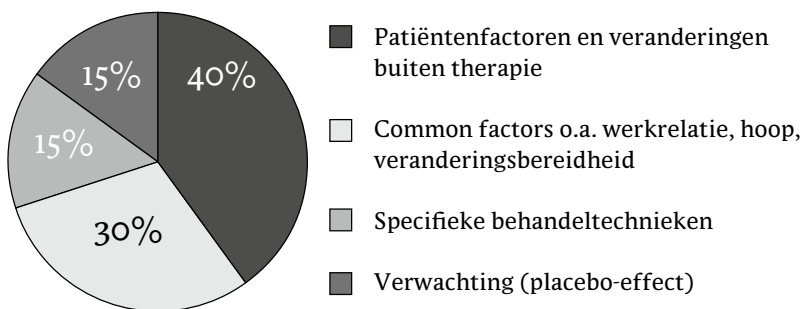 15%
40%
15%
30%
Patiëntenfactoren en veranderingen
buiten therapie
Common factors o.a. werkrelatie, hoop,
veranderingsbereidheid
Specifieke behandeltechnieken
Verwachting (placebo-effect)